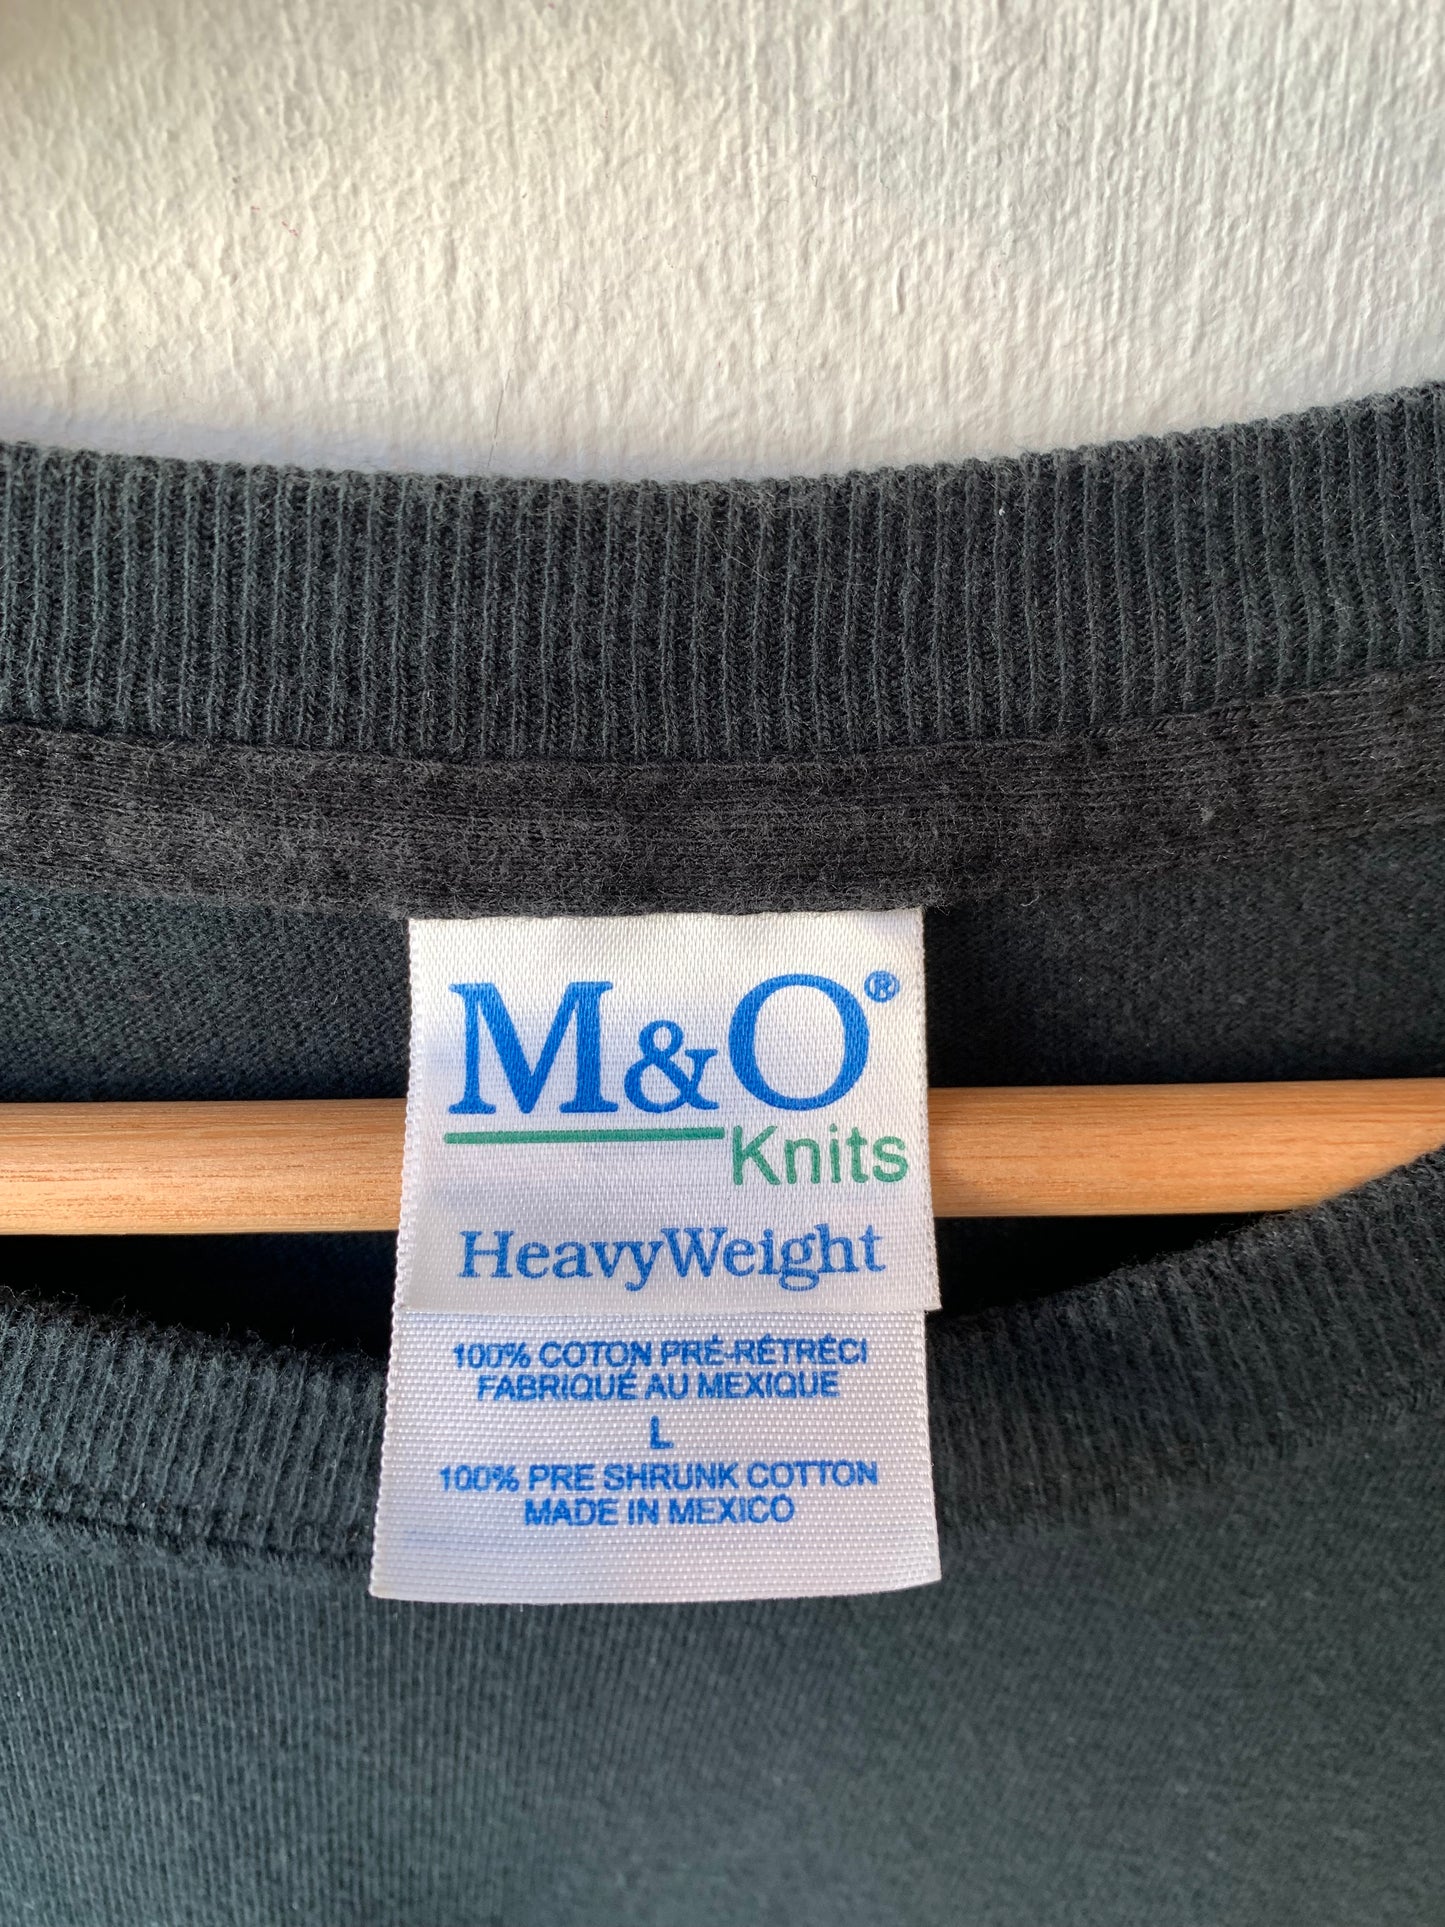 M&O®
Knits
HeavyWeight
100% COTON PRÉ-RÉTRÉCI
FABRIQUÉ AU MEXIQUE
L
100% PRE SHRUNK COTTON
MADE IN MEXICO